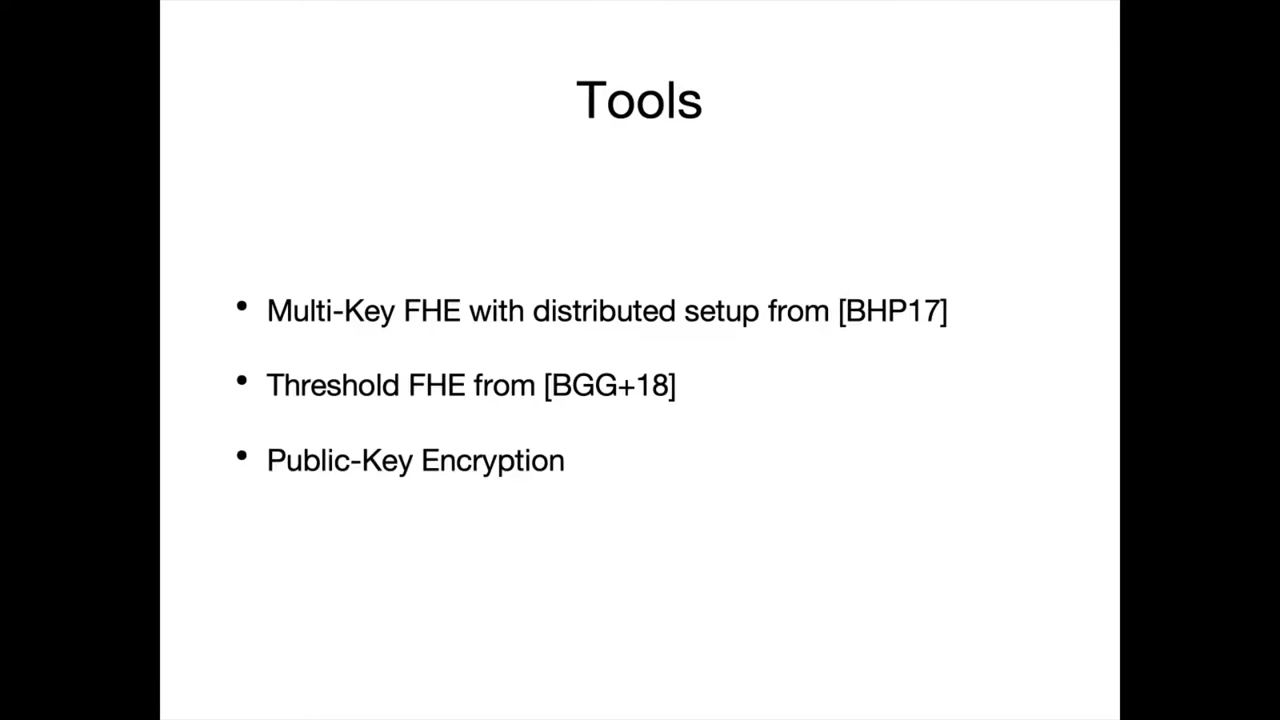 Tools
• Multi-Key FHE with distributed setup from [BHP17]
• Threshold FHE from [BGG+18]
• Public-Key Encryption